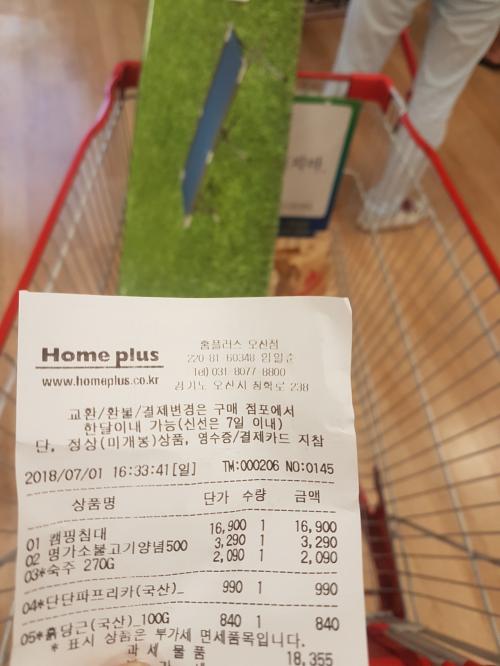 Home plus
www.homeplus.co.kr
홈플러스 오산점
220-81-60348 임일순
Tel)031-8077-8800
경기도 오산시 청학로 238
교환/환불/결제변경은 구매 점포에서
한달이내 가능(신선은 7일 이내)
단, 정상(미개봉)상품, 영수증/결제카드 지참
2018/07/01 16:33:41[일] TM:000206 NO:0145
상품명 단가 수량 금액
01 캠핑침대 16,900 1 16,900
02 명가소불고기양념500 3,290 1 3,290
03*숙주 270G 2,090 1 2,090
04*단단파프리카(국산)_ 990 1 990
05*흙당근(국산)_100G 840 1 840
* 표시 상품은 부가세 면세품목입니다.
과 세 물 품 18,355